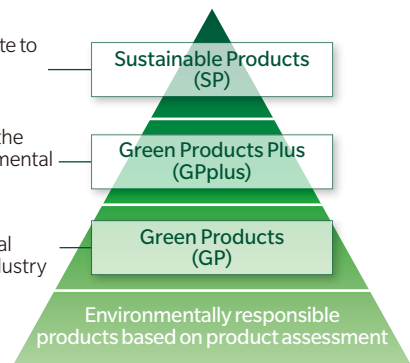 te to
Sustainable Products
(SP)
the
mental
Green Products Plus
(GPplus)
al
dustry
Green Products
(GP)
Environmentally responsible
products based on product assessment